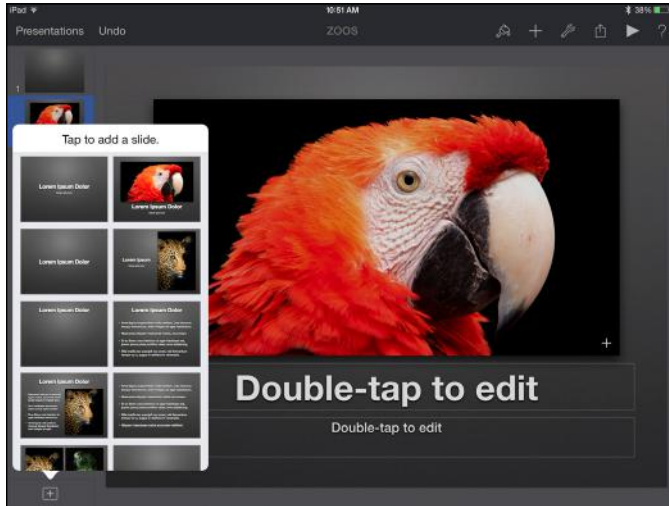 iPad
10:51 AM
38%
Presentations
Undo
ZOOS
?
1
Tap to add a slide.
Lorem Ipsum Dolor
Lorem Ipsum Dolor
Lorem Ipsum Dolor
Lorem Ipsum
Lorem Ipsum Dolor
Lorem Ipsum Dolor
Lorem Ipsum Dolor
Double-tap to edit
Double-tap to edit